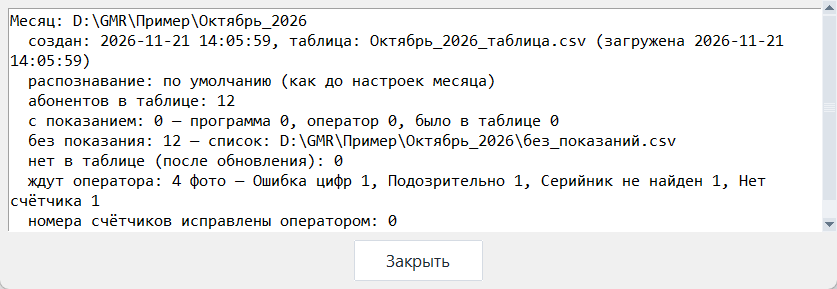 Месяц: D:\GMR\Пример\Октябрь_2026
создан: 2026-11-21 14:05:59, таблица: Октябрь_2026_таблица.csv (загружена 2026-11-21
14:05:59)
распознавание: по умолчанию (как до настроек месяца)
абонентов в таблице: 12
с показанием: 0 — программа 0, оператор 0, было в таблице 0
без показания: 12 — список: D:\GMR\Пример\Октябрь_2026\без_показаний.csv
нет в таблице (после обновления): 0
ждут оператора: 4 фото — Ошибка цифр 1, Подозрительно 1, Серийник не найден 1, Нет
счётчика 1
номера счётчиков исправлены оператором: 0
Закрыть